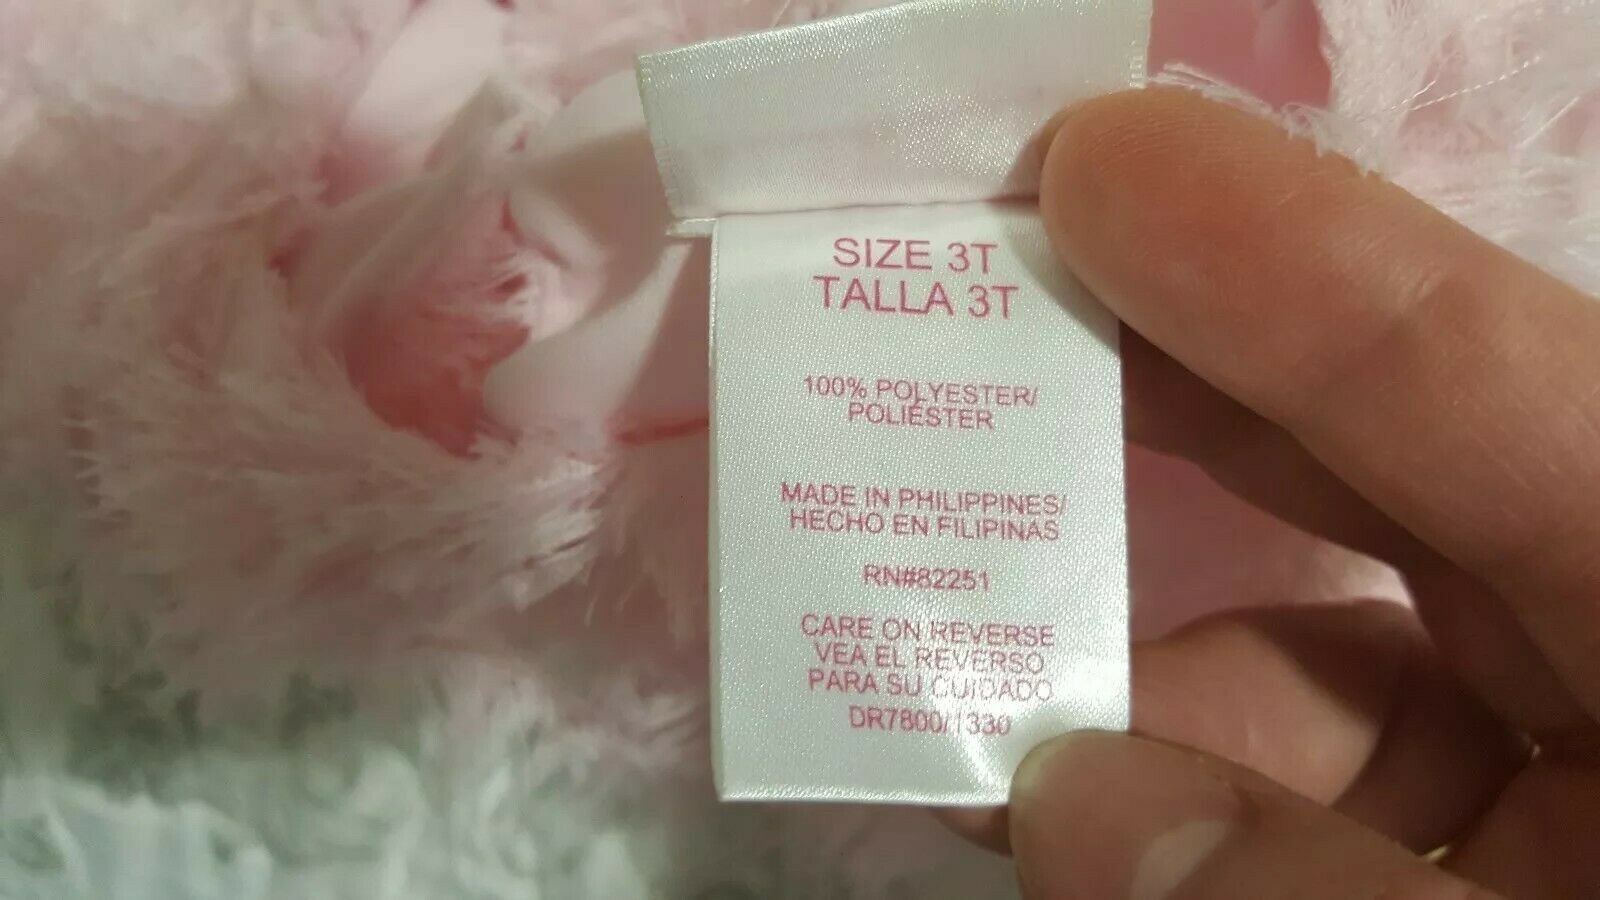 SIZE 3T
TALLA 3T
100% POLYESTER/
POLIÉSTER
MADE IN PHILIPPINES/
HECHO EN FILIPINAS
RN#82251
CARE ON REVERSE
VEA EL REVERSO
PARA SU CUIDADO
DR7800/1330